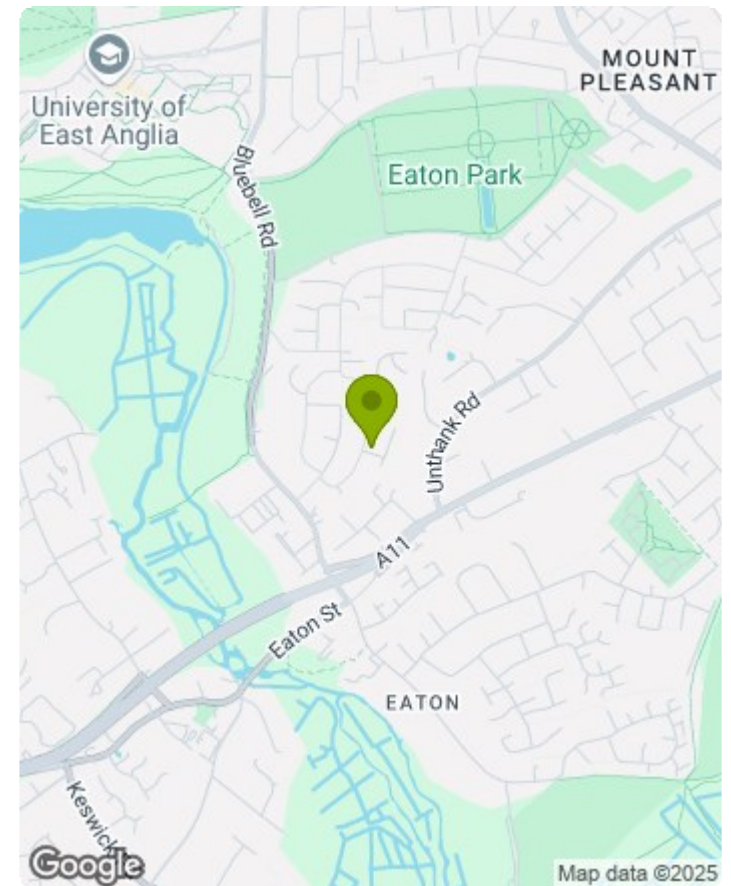 MOUNT
PLEASANT
University of
East Anglia
Bluebell Rd
Eaton Park
Unthank Rd
A11
Eaton St
EATON
Google
Map data ©2025